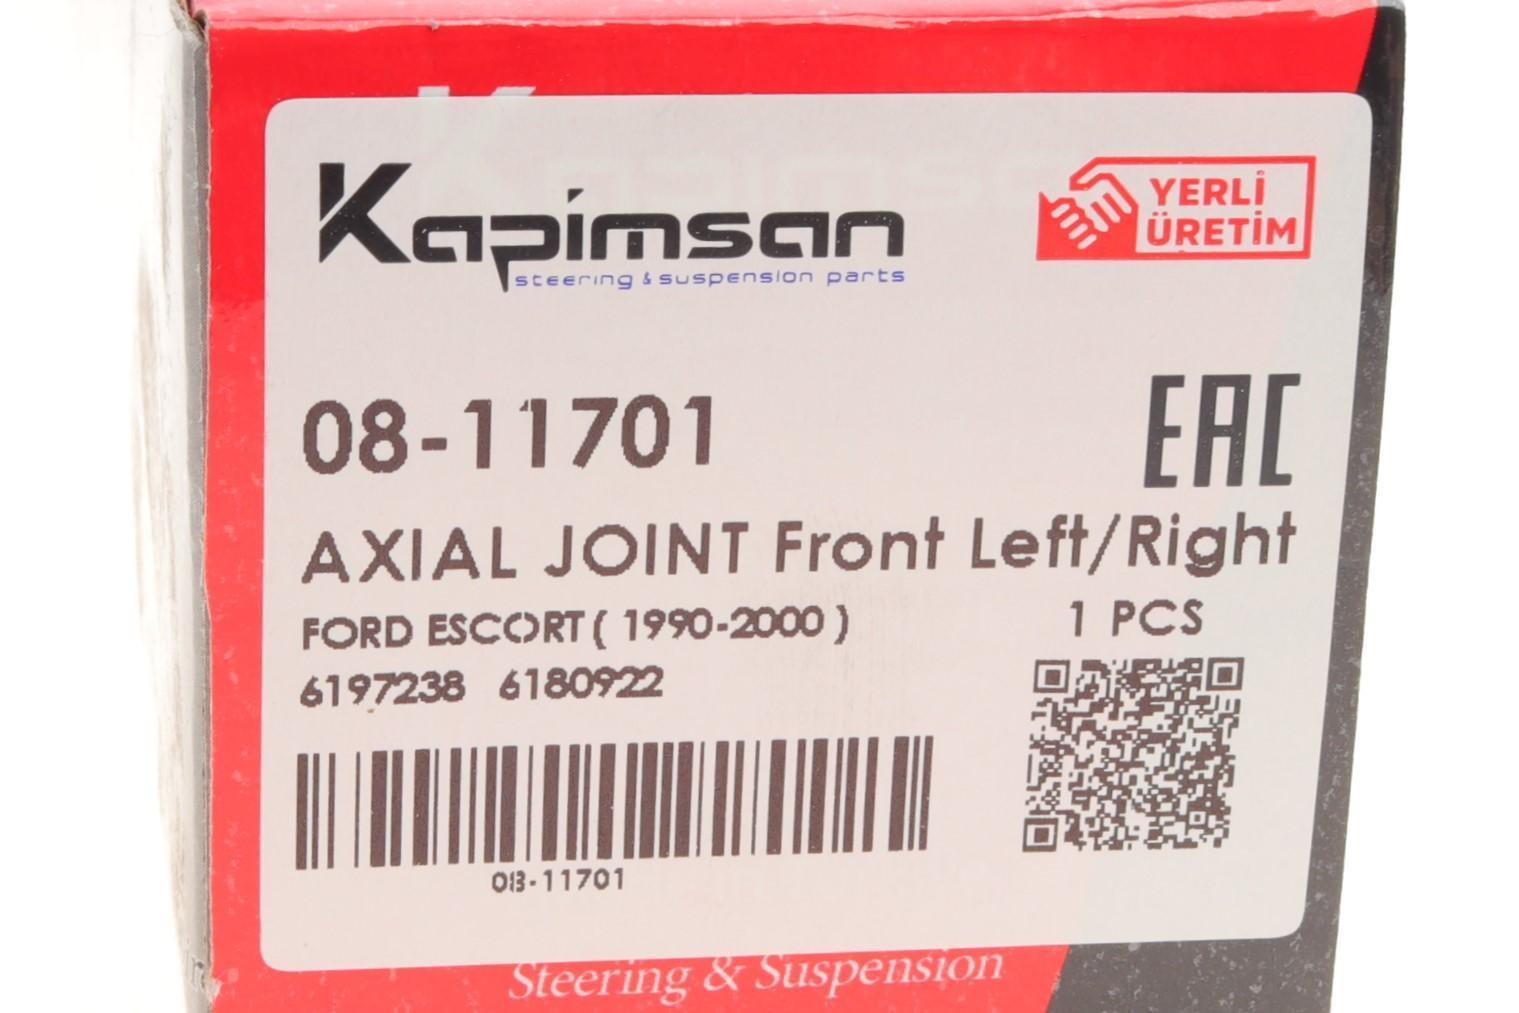 Kapimsan
steering & suspension parts
YERLİ
ÜRETİM
08-11701
EAC
AXIAL JOINT Front Left/Right
FORD ESCORT ( 1990-2000 )
1 PCS
6197238 6180922
08-11701
Steering & Suspension